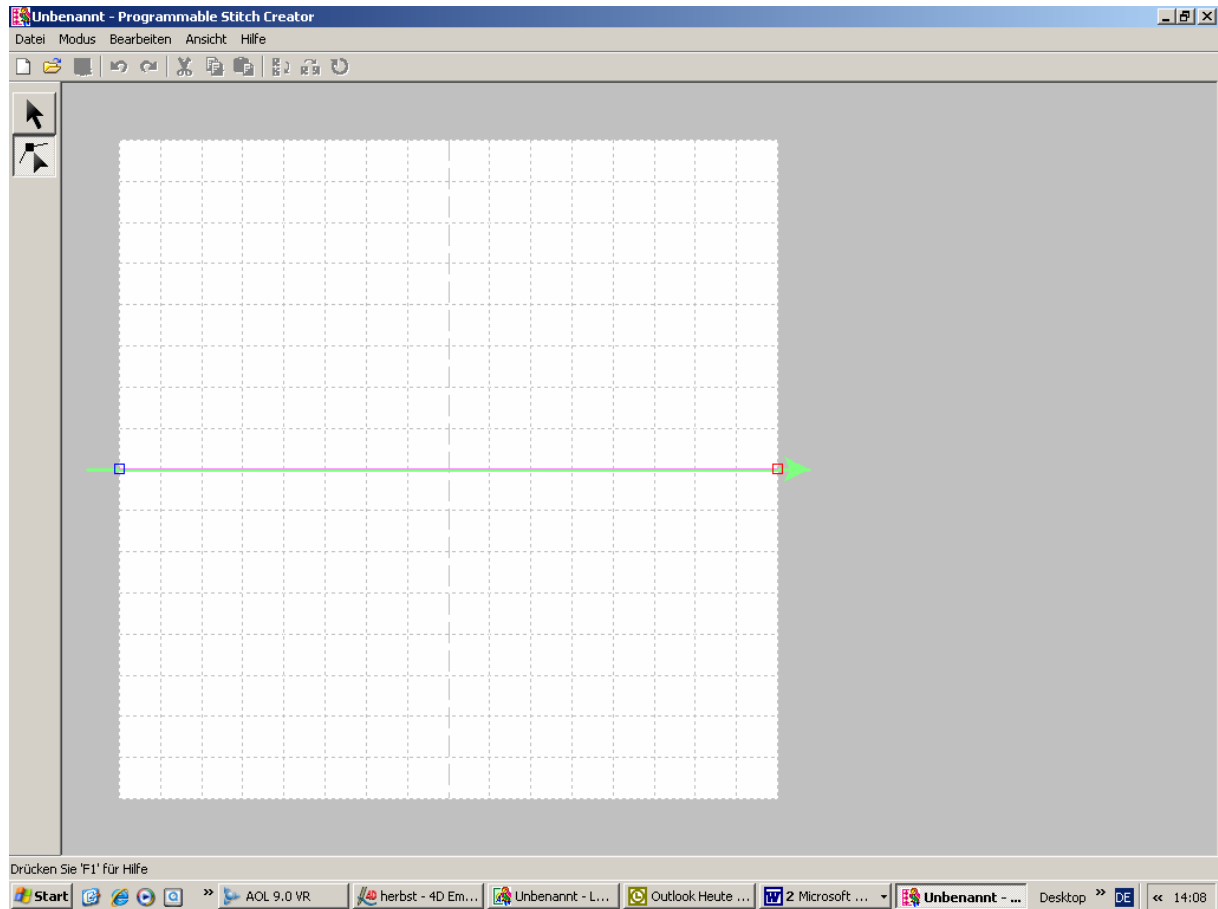 Unbenannt - Programmable Stitch Creator
Datei Modus Bearbeiten Ansicht Hilfe
Drücken Sie 'F1' für Hilfe
Start » AOL 9.0 VR herbst - 4D Em... Unbenannt - L... Outlook Heute ... 2 Microsoft ... Unbenannt - ... Desktop » DE « 14:08